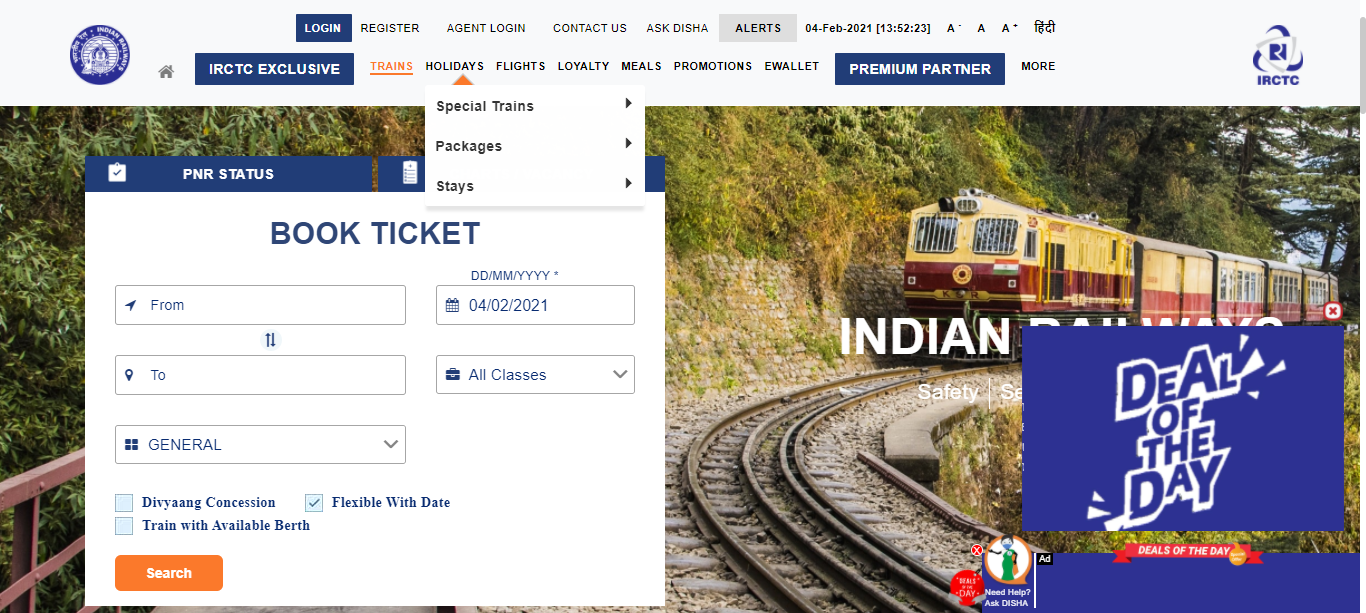 LOGIN REGISTER AGENT LOGIN CONTACT US ASK DISHA ALERTS 04-Feb-2021 [13:52:23] A- A A+ हिंदी
INDIAN RAILWAYS
IRCTC EXCLUSIVE TRAINS HOLIDAYS FLIGHTS LOYALTY MEALS PROMOTIONS EWALLET PREMIUM PARTNER MORE
IRCTC
Special Trains
Packages
Stays
PNR STATUS
BOOK TICKET
DD/MM/YYYY *
From
04/02/2021
To
All Classes
GENERAL
Divyaang Concession
Flexible With Date
Train with Available Berth
Search
INDIAN RAILWAYS
Safety | Se
DEAL
OF
THE
DAY
DEALS OF THE DAY
Ad
DEALS
OF THE
DAY
Need Help?
Ask DISHA